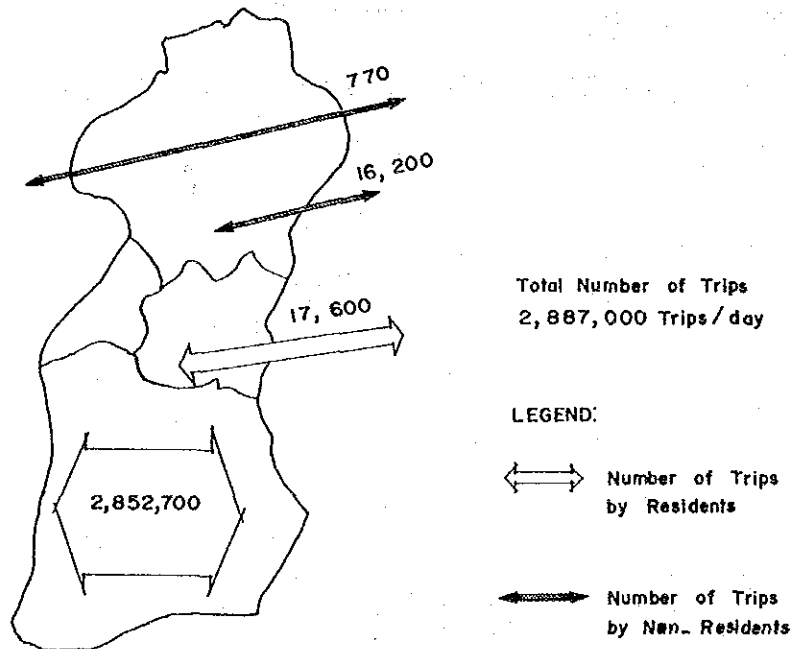 770
16, 200
17, 600
2,852,700
Total Number of Trips
2,887,000 Trips/day
LEGEND:
Number of Trips
by Residents
Number of Trips
by Non_ Residents